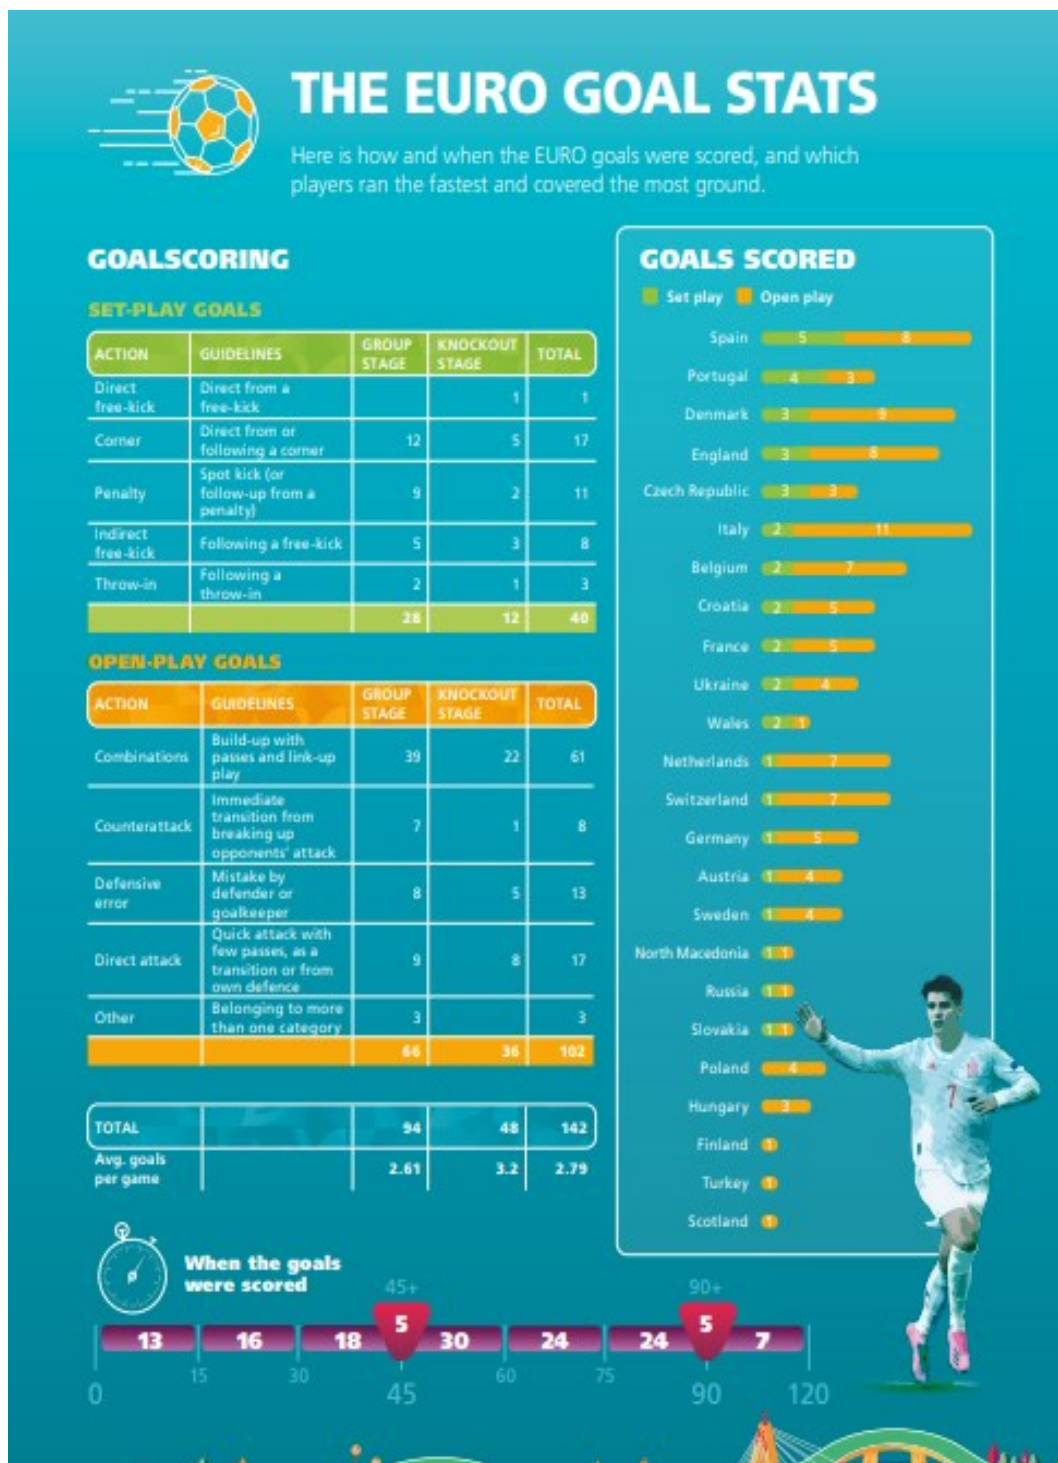 THE EURO GOAL STATS
Here is how and when the EURO goals were scored, and which
players ran the fastest and covered the most ground.
GOALSCORING
SET-PLAY GOALS
ACTION GUIDELINES GROUP STAGE KNOCKOUT STAGE TOTAL
Direct free-kick Direct from a free-kick 1 1
Corner Direct from or following a corner 12 5 17
Penalty Spot kick (or follow-up from a penalty) 9 2 11
Indirect free-kick Following a free-kick 5 3 8
Throw-in Following a throw-in 2 1 3
28 12 40
OPEN-PLAY GOALS
ACTION GUIDELINES GROUP STAGE KNOCKOUT STAGE TOTAL
Combinations Build-up with passes and link-up play 39 22 61
Counterattack Immediate transition from breaking up opponents' attack 7 1 8
Defensive error Mistake by defender or goalkeeper 8 5 13
Direct attack Quick attack with few passes, as a transition or from own defence 9 8 17
Other Belonging to more than one category 3 3
66 36 102
TOTAL 94 48 142
Avg. goals per game 2.61 3.2 2.79
GOALS SCORED
Set play Open play
Spain 5 8
Portugal 4 3
Denmark 3 9
England 3 8
Czech Republic 3 3
Italy 2 11
Belgium 2 7
Croatia 2 5
France 2 5
Ukraine 2 4
Wales 2 1
Netherlands 1 7
Switzerland 1 7
Germany 1 5
Austria 1 4
Sweden 1 4
North Macedonia 1 1
Russia 1 1
Slovakia 1 1
Poland 4
Hungary 3
Finland 1
Turkey 1
Scotland 1
7
When the goals
were scored
45+ 90+
13 16 18 5 30 24 24 5 7
0 15 30 45 60 75 90 120